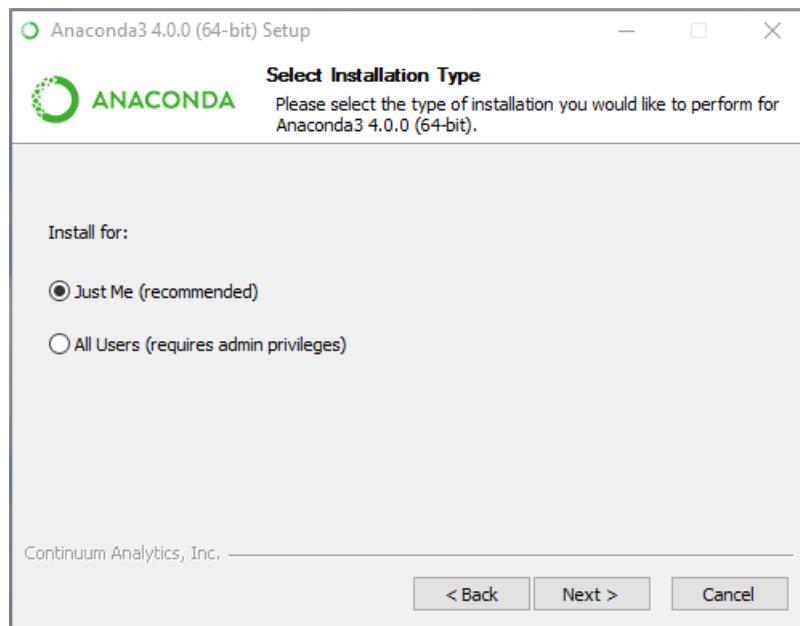 Anaconda3 4.0.0 (64-bit) Setup
ANACONDA
Select Installation Type
Please select the type of installation you would like to perform for
Anaconda3 4.0.0 (64-bit).
Install for:
Just Me (recommended)
All Users (requires admin privileges)
Continuum Analytics, Inc.
< Back
Next >
Cancel